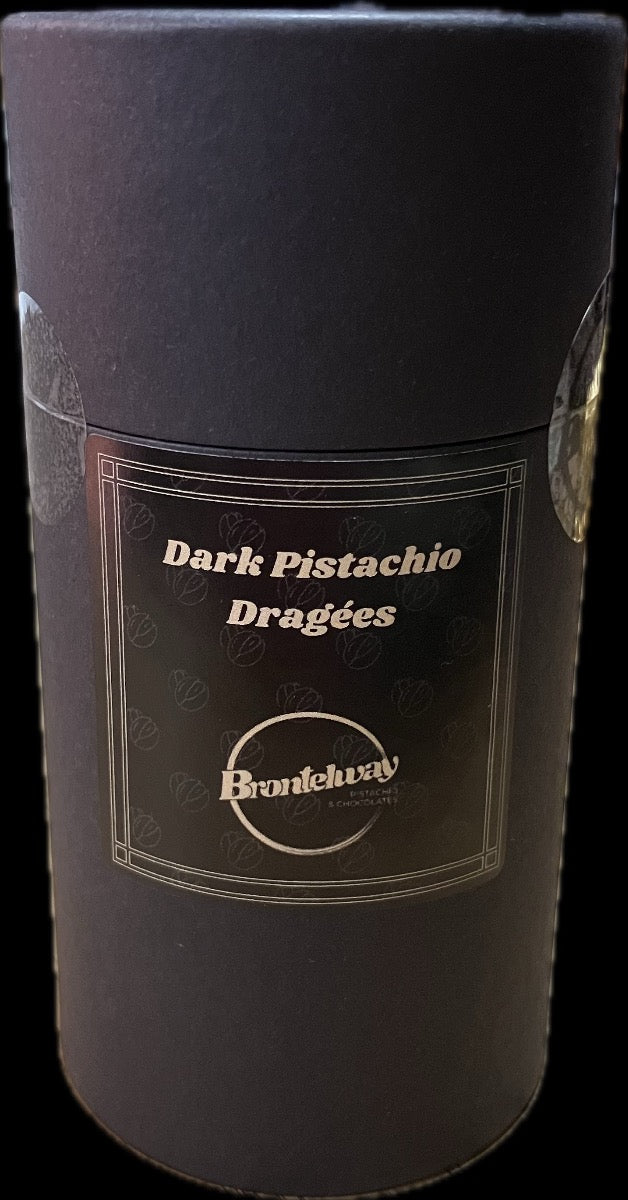 Dark Pistachio
Dragées
Brontelway
PISTACHES
& CHOCOLATES